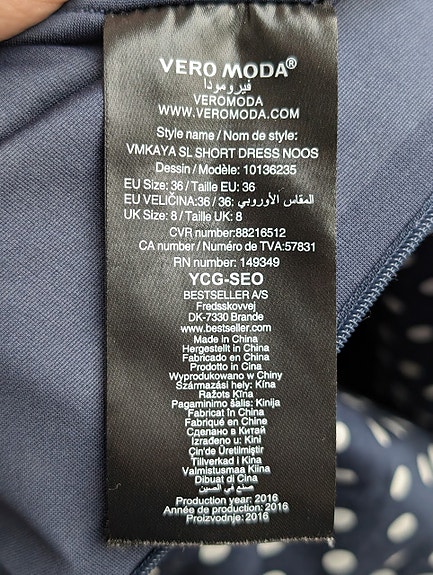 VERO MODA®
فيرومودا
VEROMODA
WWW.VEROMODA.COM
Style name / Nom de style:
VMKAYA SL SHORT DRESS NOOS
Dessin / Modèle: 10136235
EU Size: 36 / Taille EU: 36
EU VELIČINA:36 / 36: المقاس الأوروبي
UK Size: 8 / Taille UK: 8
CVR number:88216512
CA number / Numéro de TVA:57831
RN number: 149349
YCG-SEO
BESTSELLER A/S
Fredsskovvej
DK-7330 Brande
www.bestseller.com
Made in China
Hergestellt in China
Fabricado en China
Prodotto in Cina
Wyprodukowano w Chiny
Származási hely: Kína
Ražots Ķīna
Pagaminimo šalis: Kinija
Fabricat în China
Fabriqué en Chine
Сделано в Китай
Izrađeno u: Kini
Çin'de Üretilmiştir
Tillverkad i Kina
Valmistusmaa Kiina
Dibuat di Cina
صنع في الصين
Production year: 2016
Année de production: 2016
Proizvodnje: 2016